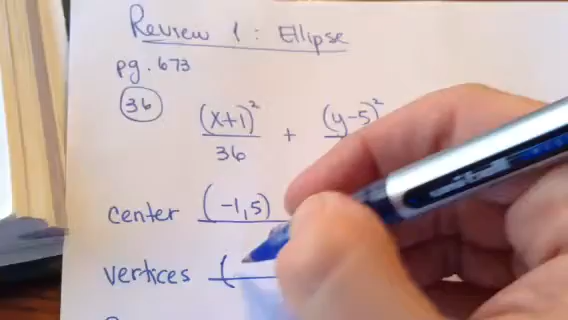 Review 1 : Ellipse
pg. 673
36 (x+1)² / 36 + (y-5)²
center (-1,5)
vertices (